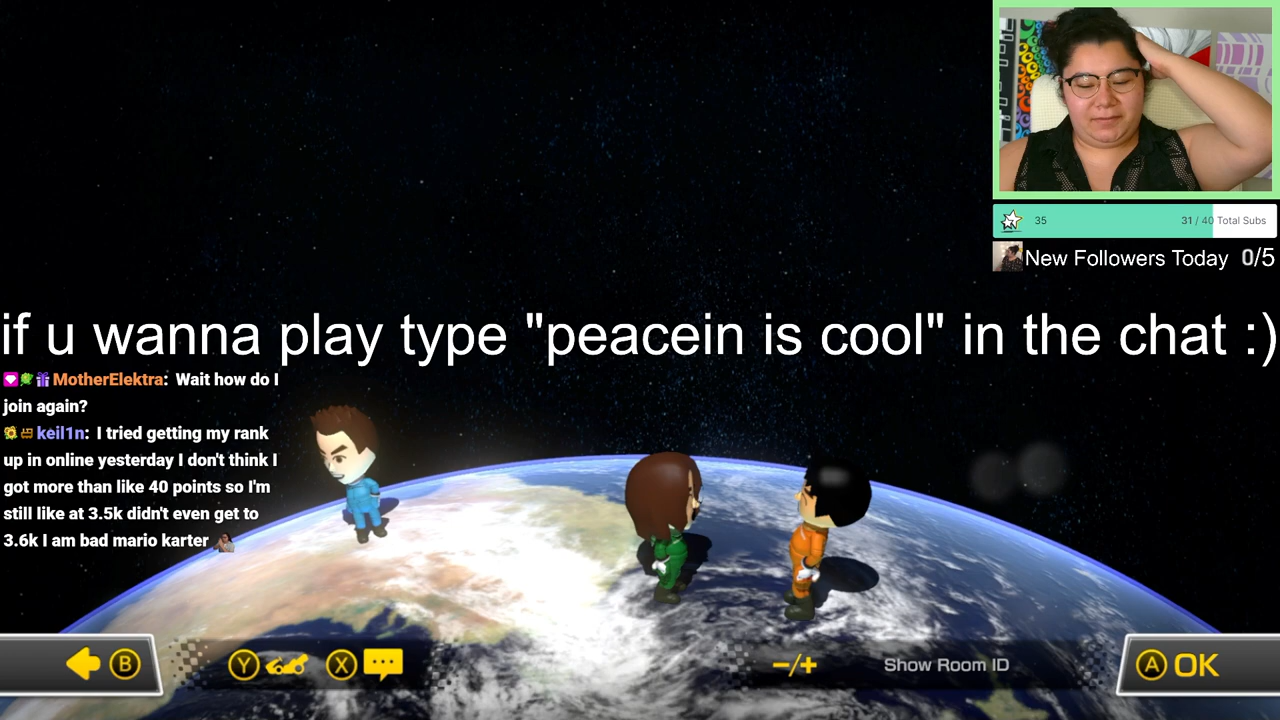 35 31 / 40 Total Subs
New Followers Today 0/5
if u wanna play type "peacein is cool" in the chat :)
MotherElektra: Wait how do I
join again?
keil1n: I tried getting my rank
up in online yesterday I don't think I
got more than like 40 points so I'm
still like at 3.5k didn't even get to
3.6k I am bad mario karter
B Y X −/+ Show Room ID A OK